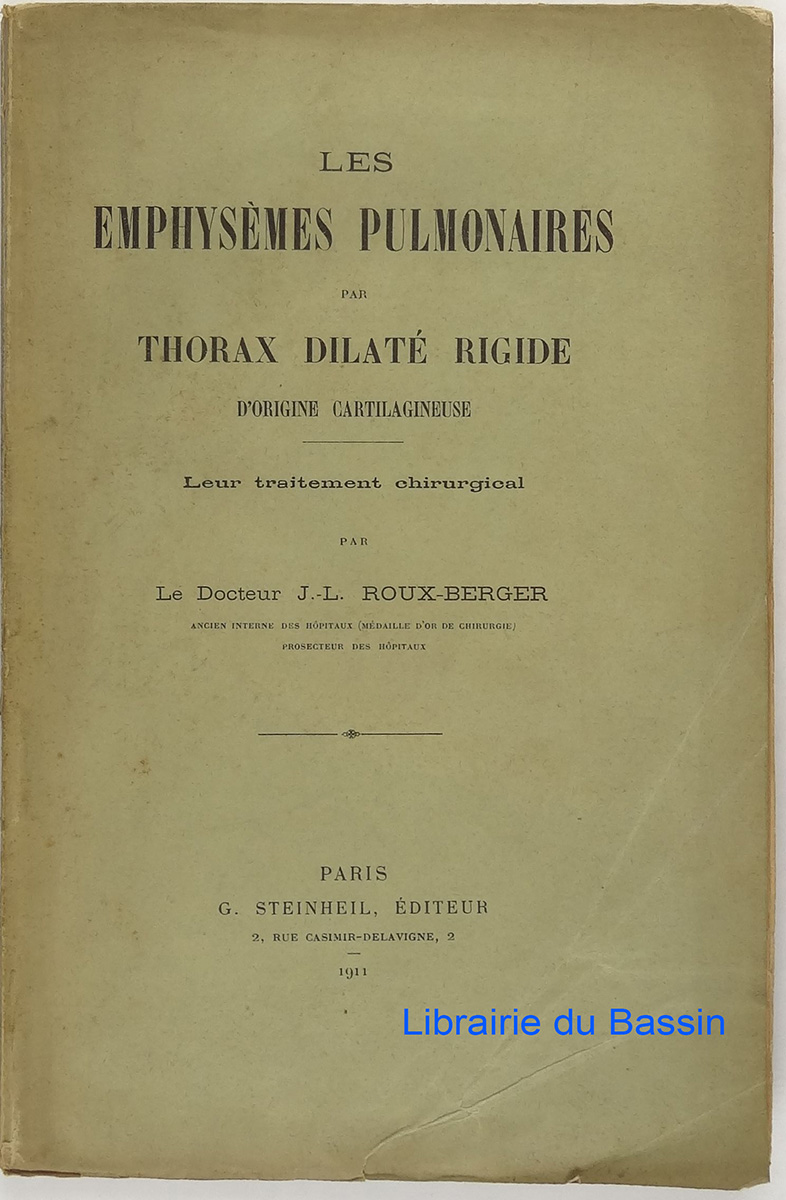 LES
EMPHYSÈMES PULMONAIRES
PAR
THORAX DILATÉ RIGIDE
D'ORIGINE CARTILAGINEUSE
Leur traitement chirurgical
PAR
Le Docteur J.-L. ROUX-BERGER
ANCIEN INTERNE DES HÔPITAUX (MÉDAILLE D'OR DE CHIRURGIE)
PROSECTEUR DES HÔPITAUX
PARIS
G. STEINHEIL, ÉDITEUR
2, RUE CASIMIR-DELAVIGNE, 2
1911
Librairie du Bassin